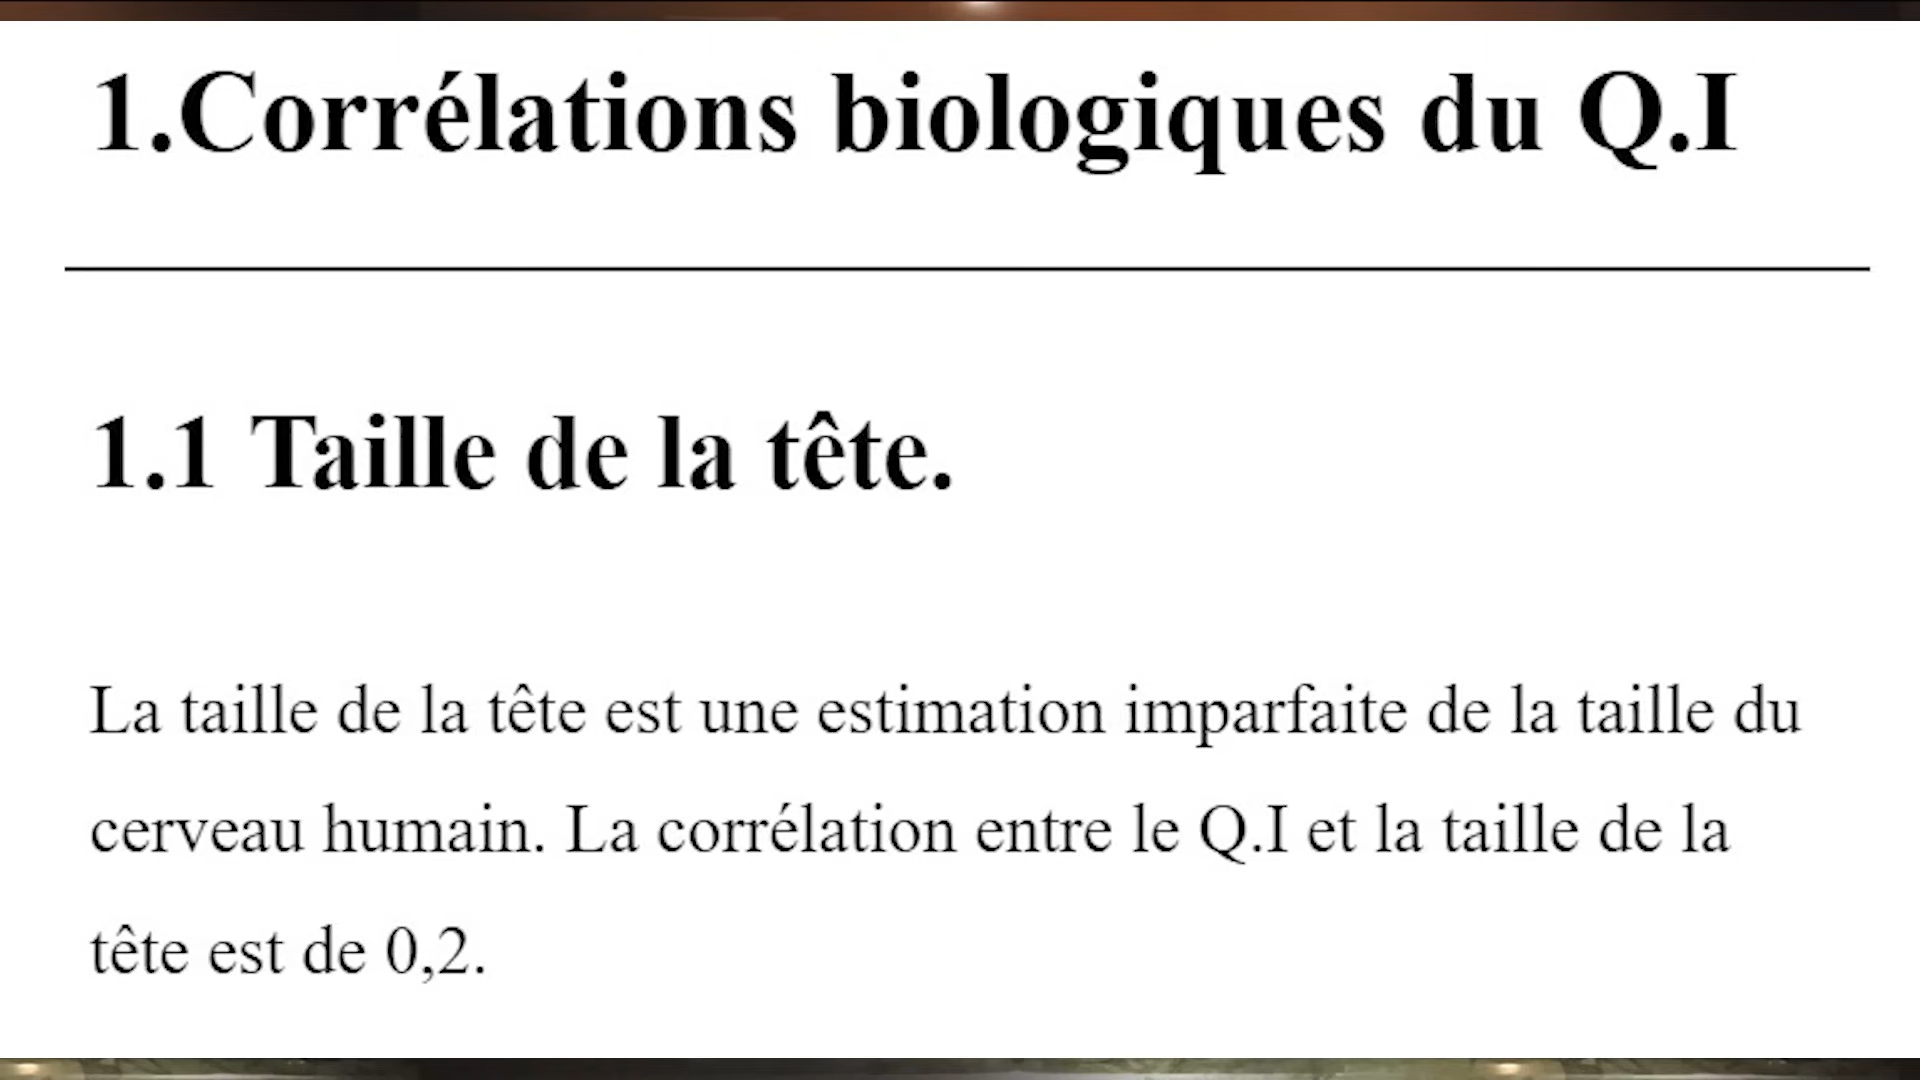 1.Corrélations biologiques du Q.I
1.1 Taille de la tête.
La taille de la tête est une estimation imparfaite de la taille du
cerveau humain. La corrélation entre le Q.I et la taille de la
tête est de 0,2.